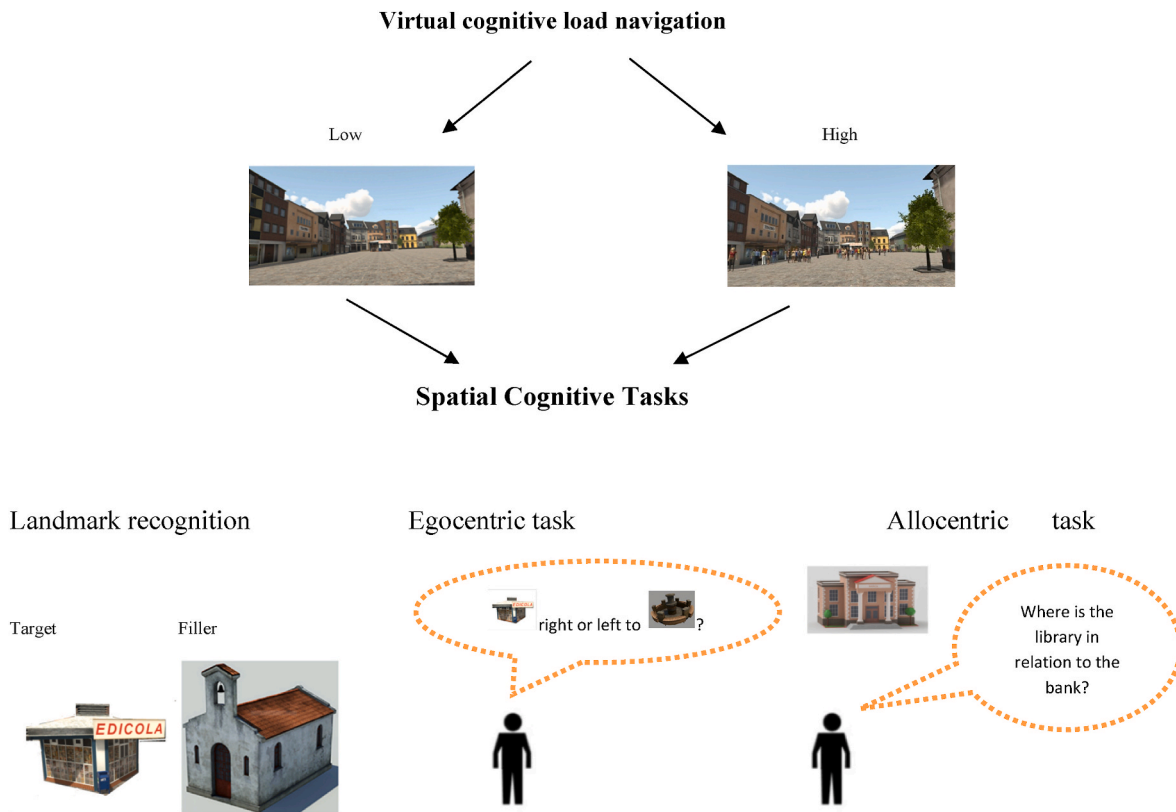 Virtual cognitive load navigation
Low
High
Spatial Cognitive Tasks
Landmark recognition
Egocentric task
Allocentric task
Target
Filler
EDICOLA
EDICOLA
right or left to ?
Where is the
library in
relation to the
bank?